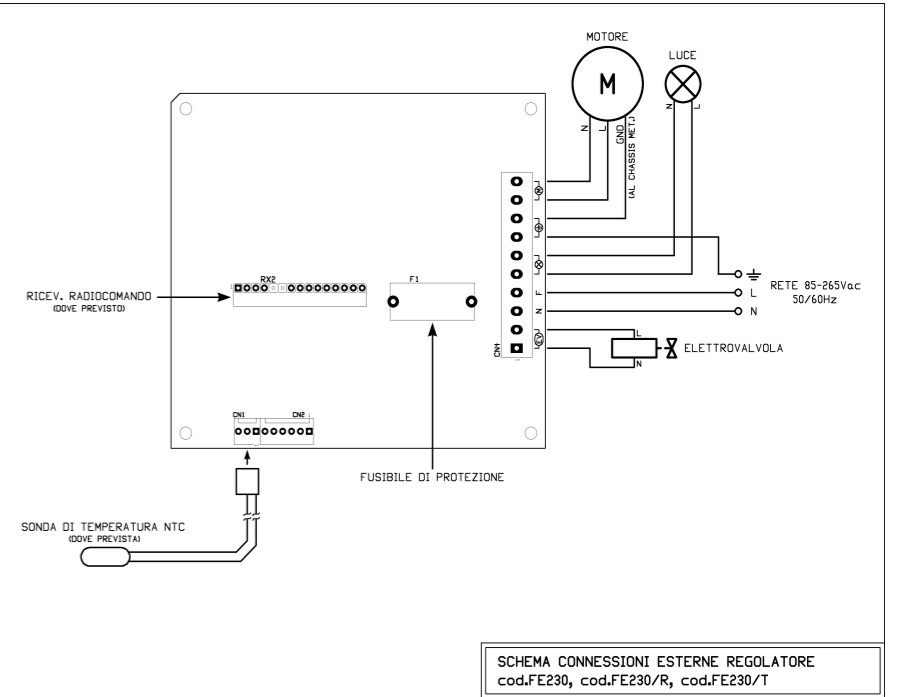 MOTORE
LUCE
M
N
L
GND
(AL CHASSIS MET.)
N
L
RX2
F1
RICEV. RADIOCOMANDO
(DOVE PREVISTO)
F
N
EV
CN4
L
RETE 85-265Vac
50/60Hz
N
L
N
ELETTROVALVOLA
CN1
CN2
FUSIBILE DI PROTEZIONE
SONDA DI TEMPERATURA NTC
(DOVE PREVISTA)
SCHEMA CONNESSIONI ESTERNE REGOLATORE
cod.FE230, cod.FE230/R, cod.FE230/T